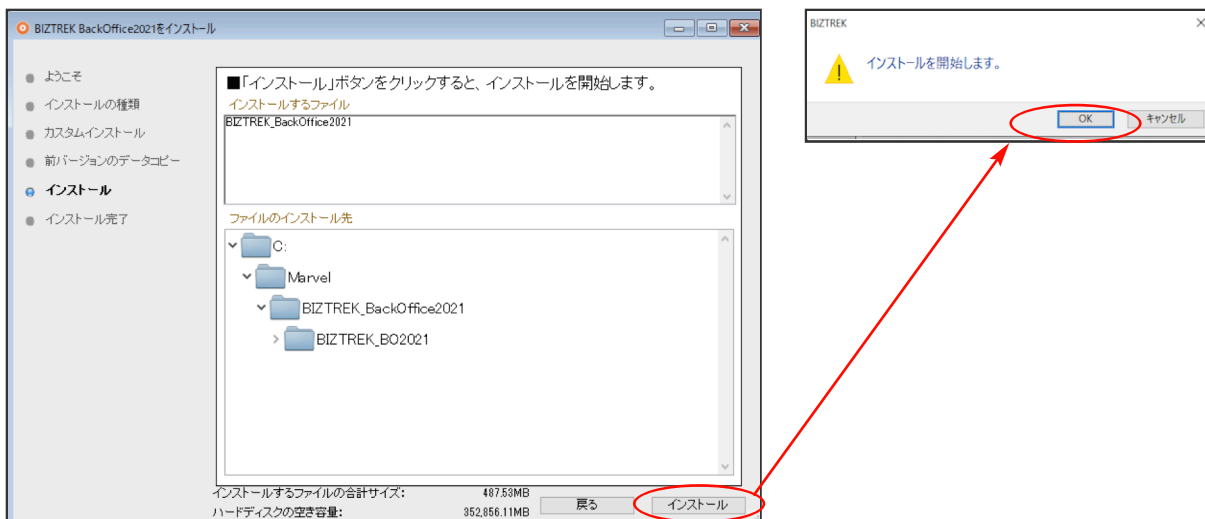 BIZTREK BackOffice2021をインストール
ようこそ
インストールの種類
カスタムインストール
前バージョンのデータコピー
インストール
インストール完了
■「インストール」ボタンをクリックすると、インストールを開始します。
インストールするファイル
BIZTREK_BackOffice2021
ファイルのインストール先
C:
Marvel
BIZTREK_BackOffice2021
BIZTREK_BO2021
インストールするファイルの合計サイズ: 487.53MB
ハードディスクの空き容量: 352,856.11MB
戻る
インストール
BIZTREK
インストールを開始します。
OK
キャンセル